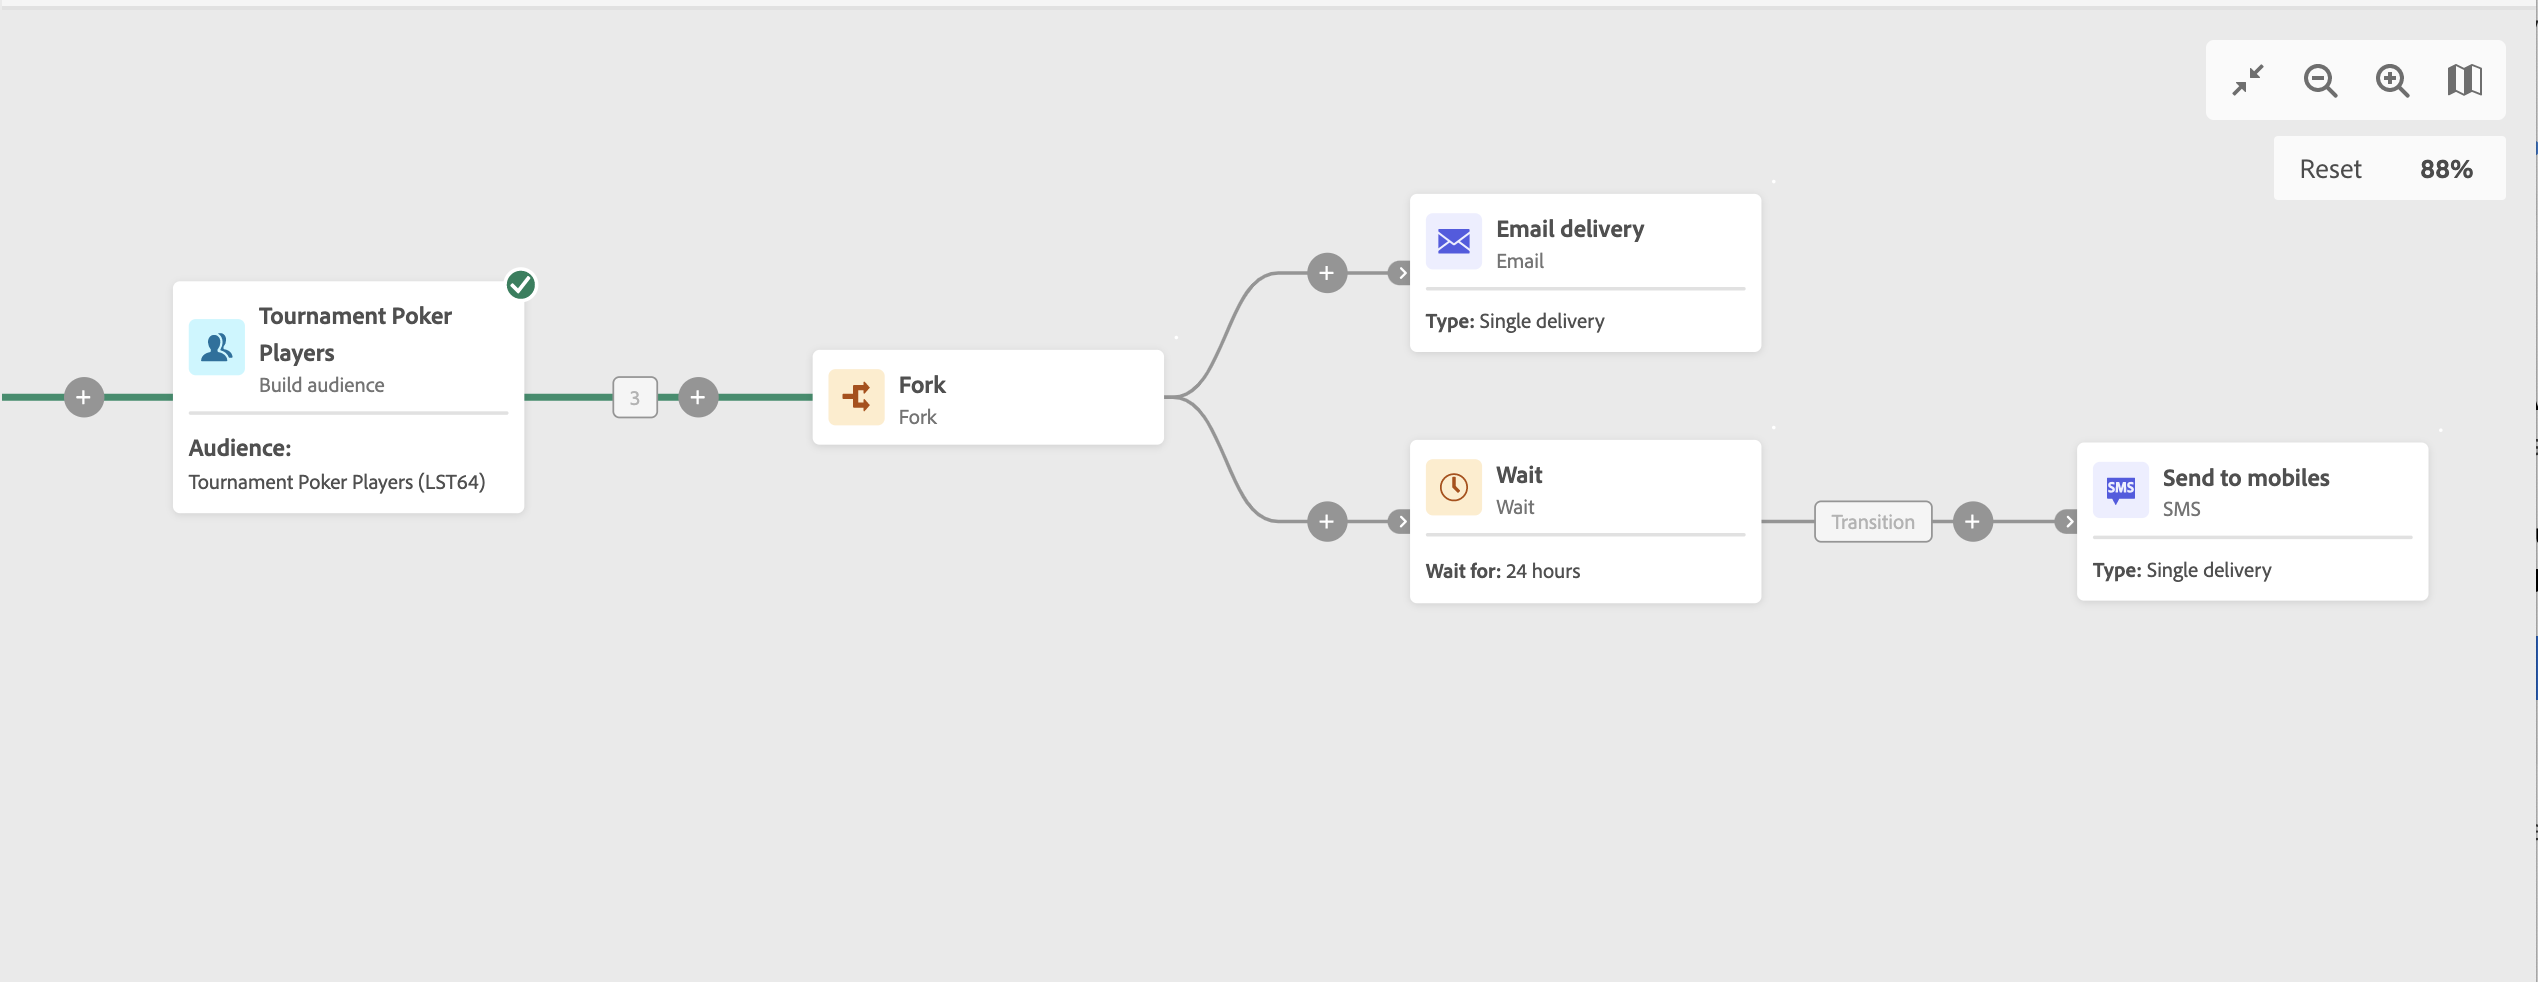 Reset 88%
Tournament Poker
Players
Build audience
Audience:
Tournament Poker Players (LST64)
3
Fork
Fork
Email delivery
Email
Type: Single delivery
Wait
Wait
Wait for: 24 hours
Transition
SMS
Send to mobiles
SMS
Type: Single delivery